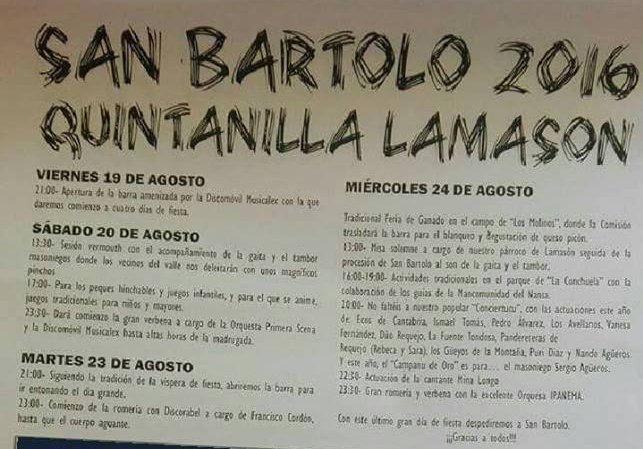 SAN BARTOLO 2016
QUINTANILLA LAMASON
VIERNES 19 DE AGOSTO
21:00- Apertura de la barra amenizada por la Discomóvil Musicalex con la que
daremos comienzo a cuatro días de fiesta.
SÁBADO 20 DE AGOSTO
13:30- Sesión vermouth con el acompañamiento de la gaita y el tambor
masoniegos donde los vecinos del valle nos deleitarán con unos magníficos
pinchos
17:00- Para los peques hinchables y juegos infantiles, y para el que se anime,
juegos tradicionales para niños y mayores.
23:30- Dará comienzo la gran verbena a cargo de la Orquesta Primera Scena
y la Discomóvil Musicalex hasta altas horas de la madrugada.
MARTES 23 DE AGOSTO
21:00- Siguiendo la tradición de la víspera de fiesta, abriremos la barra para
ir entonando el día grande.
23:00- Comienzo de la romería con Discorabel a cargo de Francisco Cordón,
hasta que el cuerpo aguante.
MIÉRCOLES 24 DE AGOSTO
Tradicional Feria de Ganado en el campo de "Los Molinos", donde la Comisión
trasladará la barra para el blanqueo y degustación de queso picón.
13:00- Misa solemne a cargo de nuestro párroco de Lamasón seguida de la
procesión de San Bartolo al son de la gaita y el tambor.
16:00-19:00- Actividades tradicionales en el parque de "La Conchuela" con la
colaboración de los guías de la Mancomunidad del Nansa.
20:00- No faltéis a nuestro popular "Conciertucu", con las actuaciones este año
de: Ecos de Cantabria, Ismael Tomás, Pedro Álvarez, Los Avellanos, Vanesa
Fernández, Dúo Requejo, La Fuente Tondosa, Pandereteras de
Requejo (Rebeca y Sara), los Güeyos de la Montaña, Puri Díaz y Nando Agüeros.
Y este año, el "Campanu de Oro" es para... el masoniego Sergio Agüeros.
22:30- Actuación de la cantante Mina Longo
23:30- Gran romería y verbena con la excelente Orquesa IPANEMA.
Con este último gran día de fiesta despediremos a San Bartolo.
¡¡¡Gracias a todos!!!